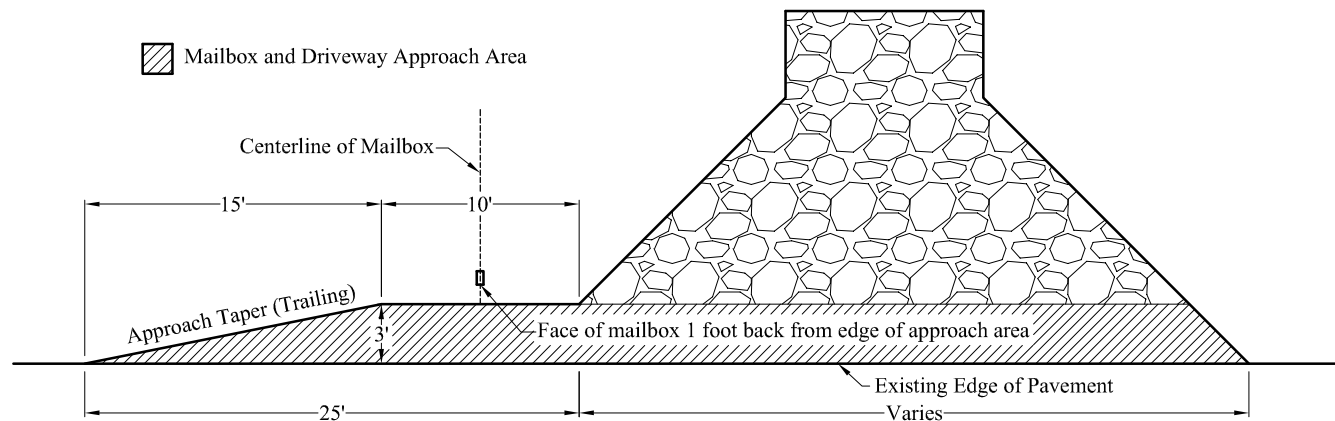 Mailbox and Driveway Approach Area
Centerline of Mailbox
15'
10'
Approach Taper (Trailing)
3'
Face of mailbox 1 foot back from edge of approach area
Existing Edge of Pavement
25'
Varies